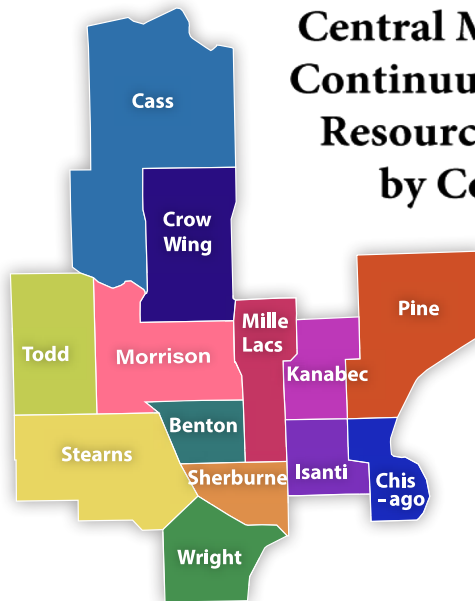 Central M
Continuu
Resourc
by Co
Cass
Crow
Wing
Pine
Mille
Lacs
Todd
Morrison
Kanabec
Benton
Stearns
Sherburne
Isanti
Chis
-ago
Wright